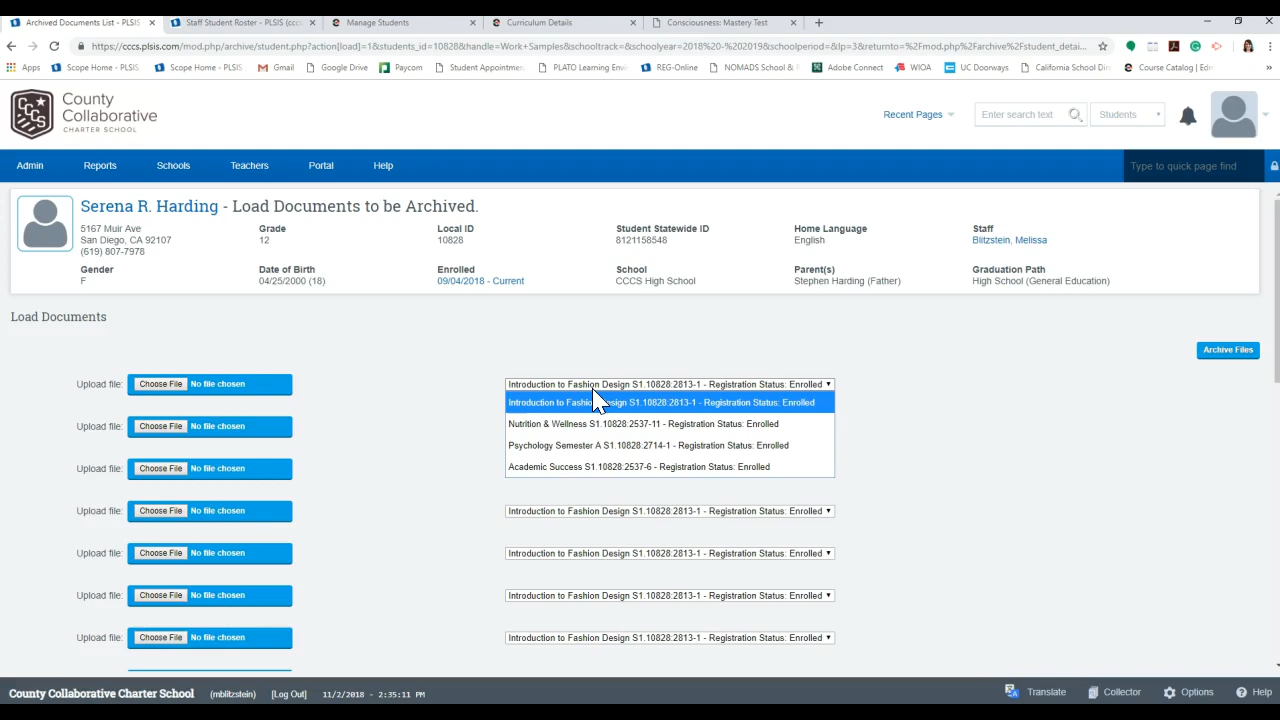 Archived Documents List - PLSIS
Staff Student Roster - PLSIS (ccc
Manage Students
Curriculum Details
Consciousness: Mastery Test
https://cccs.plsis.com/mod.php/archive/student.php?action[load]=1&students_id=10828&handle=Work+Samples&schooltrack=&schoolyear=2018%20-%202019&schoolperiod=&lp=3&returnto=%2Fmod.php%2Farchive%2Fstudent_detai...
Apps
Scope Home - PLSIS
Scope Home - PLSIS
Gmail
Google Drive
Paycom
Student Appointmen
PLATO Learning Envi
REG-Online
NOMADS School & R
Adobe Connect
WIOA
UC Doorways
California School Dire
Course Catalog | Edm
CCCS
County
Collaborative
CHARTER SCHOOL
Recent Pages
Enter search text
Students
Admin
Reports
Schools
Teachers
Portal
Help
Type to quick page find
Serena R. Harding - Load Documents to be Archived.
5167 Muir Ave
San Diego, CA 92107
(619) 807-7978
Grade
12
Local ID
10828
Student Statewide ID
8121158548
Home Language
English
Staff
Blitzstein, Melissa
Gender
F
Date of Birth
04/25/2000 (18)
Enrolled
09/04/2018 - Current
School
CCCS High School
Parent(s)
Stephen Harding (Father)
Graduation Path
High School (General Education)
Load Documents
Archive Files
Upload file: Choose File No file chosen
Introduction to Fashion Design S1.10828:2813-1 - Registration Status: Enrolled
Introduction to Fashion Design S1.10828:2813-1 - Registration Status: Enrolled
Upload file: Choose File No file chosen
Nutrition & Wellness S1.10828:2537-11 - Registration Status: Enrolled
Psychology Semester A S1.10828:2714-1 - Registration Status: Enrolled
Upload file: Choose File No file chosen
Academic Success S1.10828:2537-6 - Registration Status: Enrolled
Upload file: Choose File No file chosen
Introduction to Fashion Design S1.10828:2813-1 - Registration Status: Enrolled
Upload file: Choose File No file chosen
Introduction to Fashion Design S1.10828:2813-1 - Registration Status: Enrolled
Upload file: Choose File No file chosen
Introduction to Fashion Design S1.10828:2813-1 - Registration Status: Enrolled
Upload file: Choose File No file chosen
Introduction to Fashion Design S1.10828:2813-1 - Registration Status: Enrolled
County Collaborative Charter School
(mblitzstein)
[Log Out]
11/2/2018 - 2:35:11 PM
Translate
Collector
Options
Help